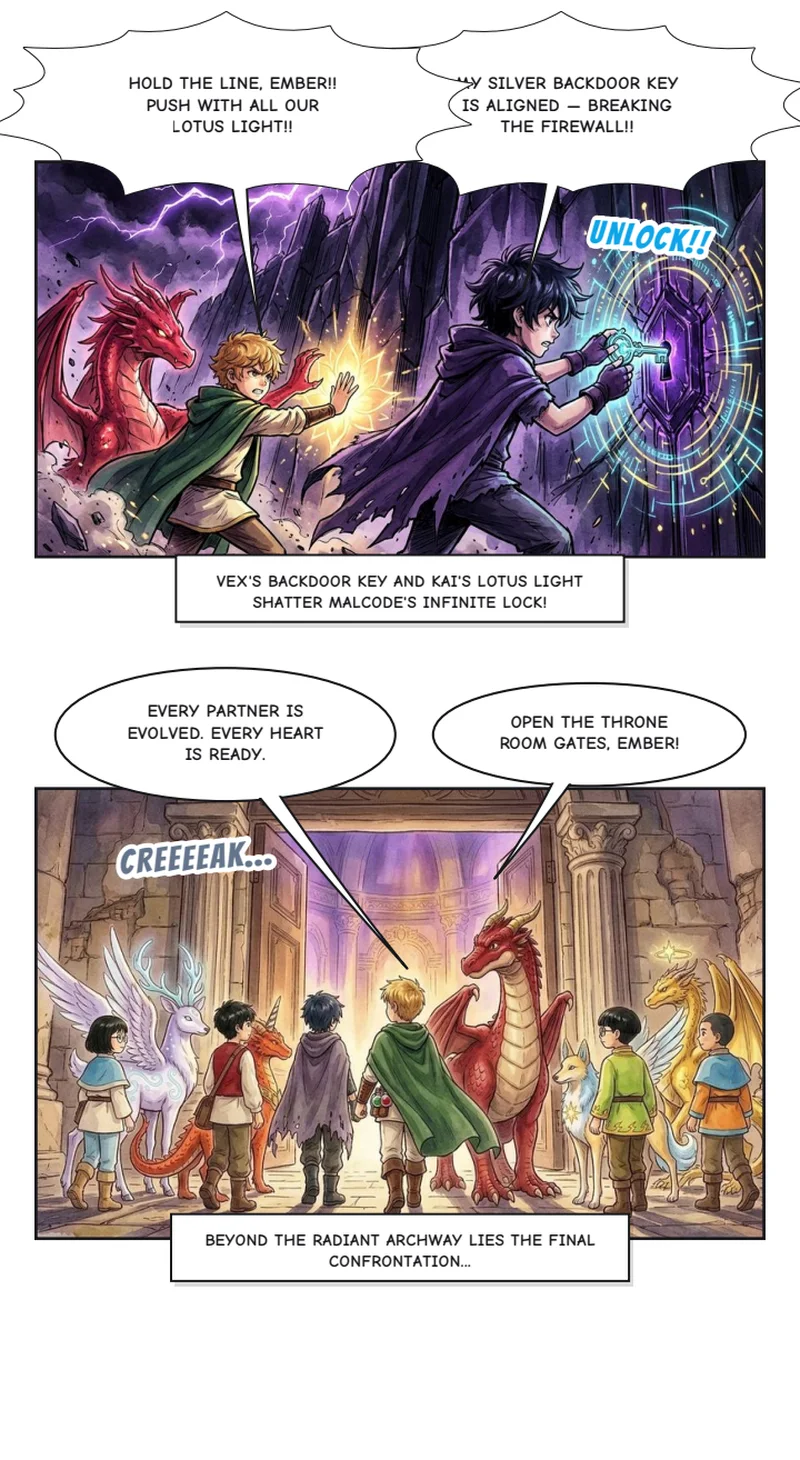 HOLD THE LINE, EMBER!!
PUSH WITH ALL OUR
LOTUS LIGHT!!
MY SILVER BACKDOOR KEY
IS ALIGNED — BREAKING
THE FIREWALL!!
UNLOCK!!
VEX'S BACKDOOR KEY AND KAI'S LOTUS LIGHT
SHATTER MALCODE'S INFINITE LOCK!
EVERY PARTNER IS
EVOLVED. EVERY HEART
IS READY.
OPEN THE THRONE
ROOM GATES, EMBER!
CREEEEAK...
BEYOND THE RADIANT ARCHWAY LIES THE FINAL
CONFRONTATION...